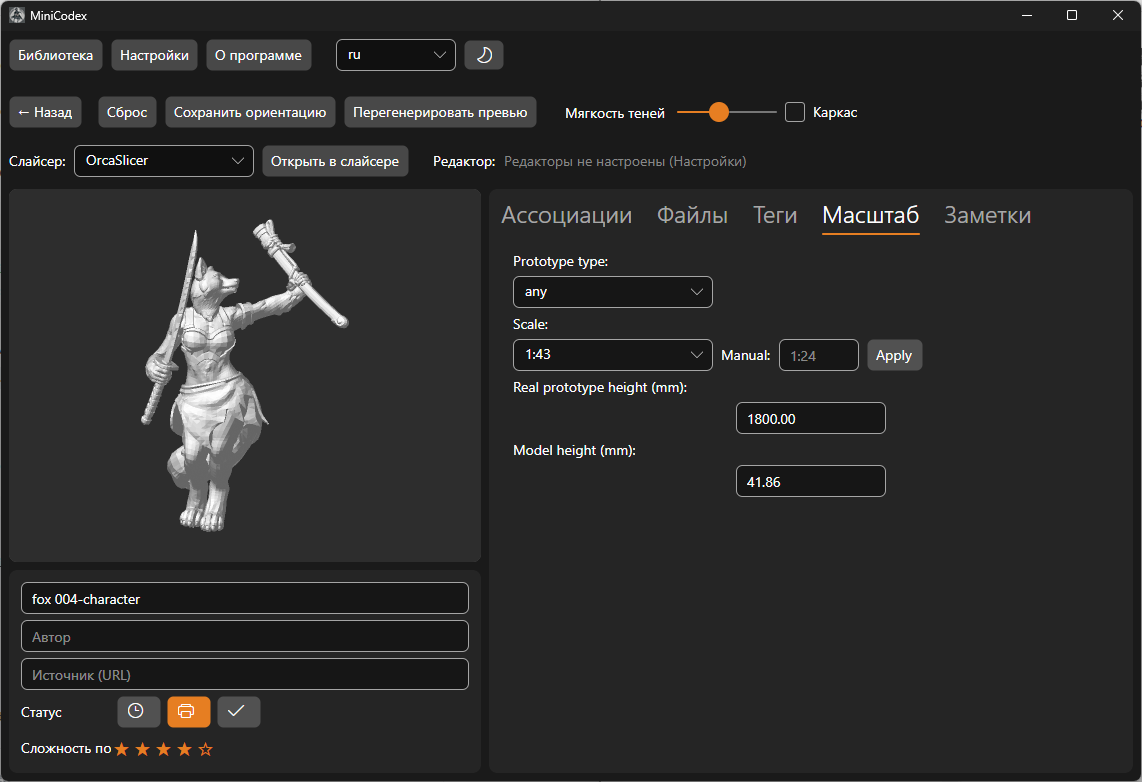 MiniCodex
Библиотека Настройки О программе ru
← Назад Сброс Сохранить ориентацию Перегенерировать превью Мягкость теней Каркас
Слайсер: OrcaSlicer Открыть в слайсере Редактор: Редакторы не настроены (Настройки)
Ассоциации Файлы Теги Масштаб Заметки
Prototype type:
any
Scale:
1:43 Manual: 1:24 Apply
Real prototype height (mm):
1800.00
Model height (mm):
41.86
fox 004-character
Автор
Источник (URL)
Статус
Сложность по